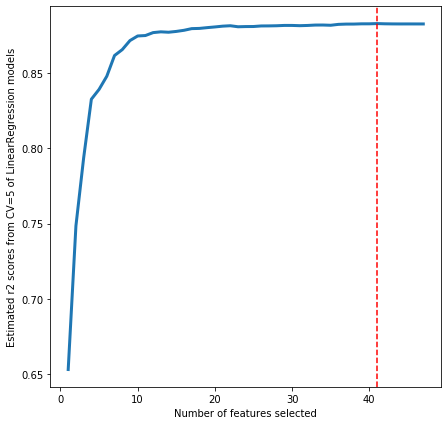 Estimated r2 scores from CV=5 of LinearRegression models
0.85
0.80
0.75
0.70
0.65
0 10 20 30 40
Number of features selected